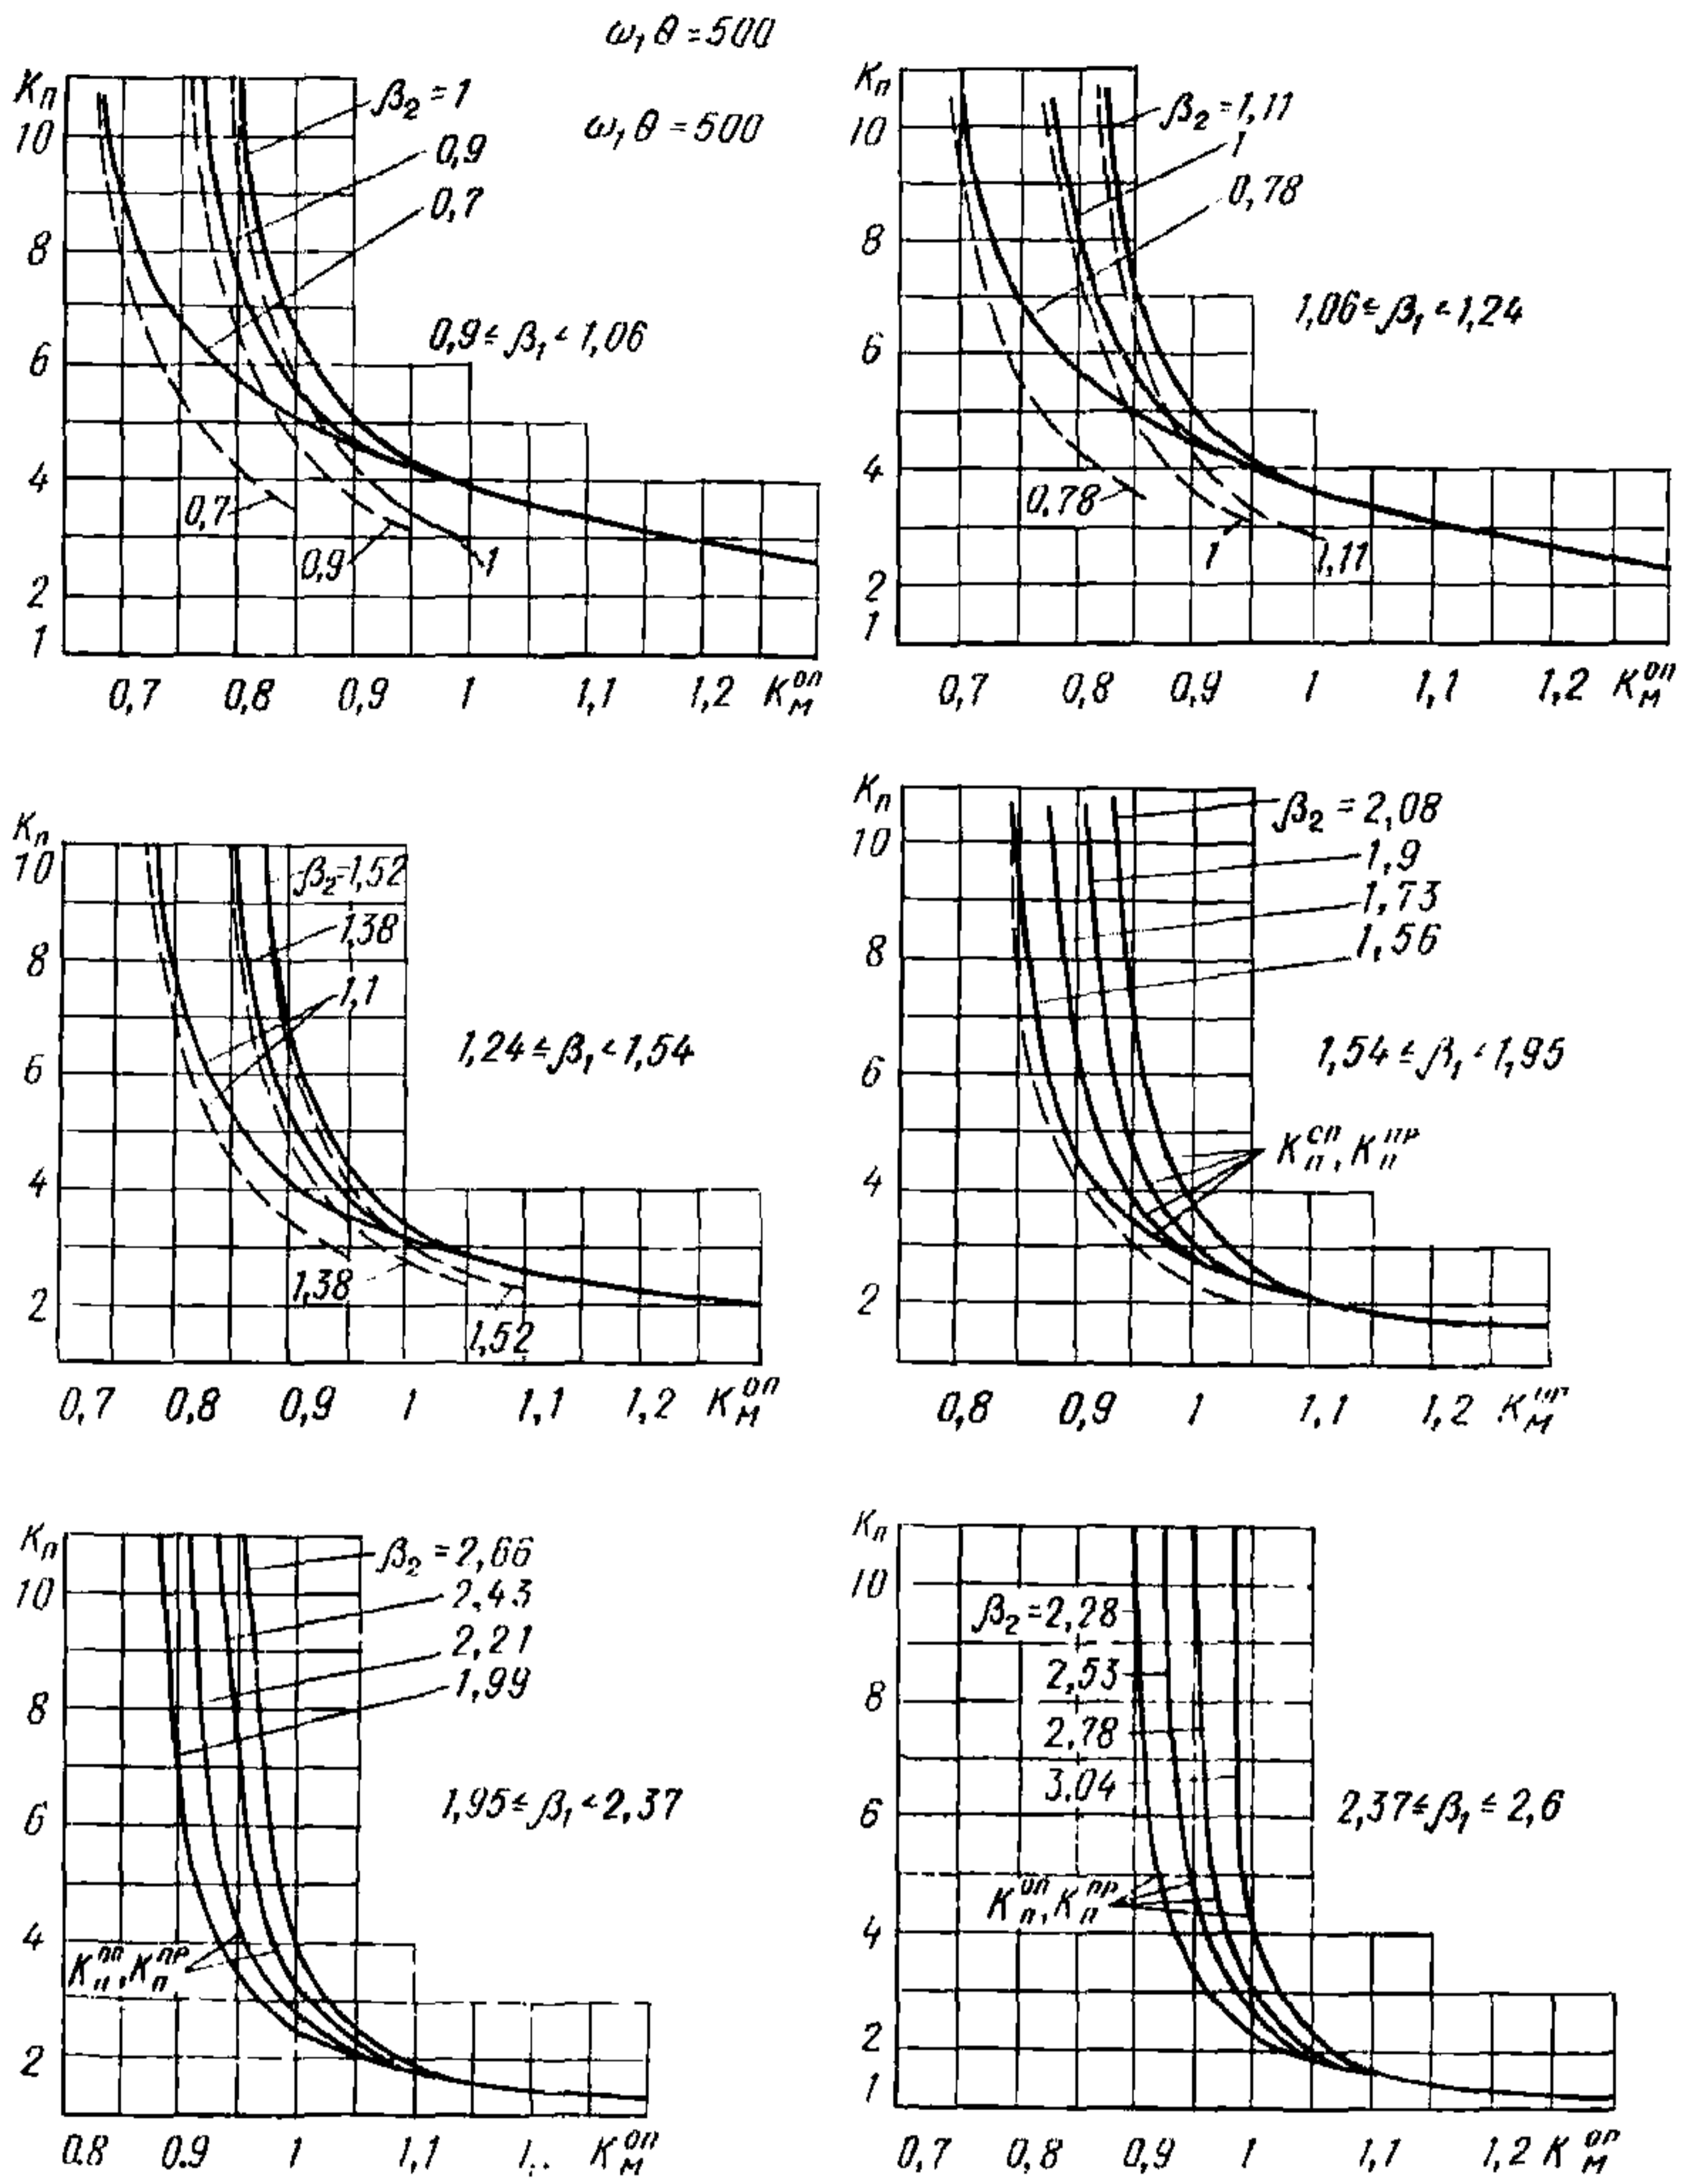 ω₁θ = 500
Kп
β₂ = 1
10
ω₁θ = 500
0,9
0,7
8
0,9 ≤ β₁ < 1,06
6
4
0,7
0,9
1
2
1
0,7 0,8 0,9 1 1,1 1,2 Kм^оп
Kп
β₂ = 1,11
10
1
0,78
8
1,06 ≤ β₁ < 1,24
6
4
0,78
1
1,11
2
1
0,7 0,8 0,9 1 1,1 1,2 Kм^оп
Kп
10
β₂ = 1,52
1,38
8
1,1
1,24 ≤ β₁ < 1,54
6
4
1,38
2
1,52
0,7 0,8 0,9 1 1,1 1,2 Kм^оп
Kп
β₂ = 2,08
10
1,9
1,73
1,56
8
1,54 ≤ β₁ < 1,95
6
Kп^сп, Kп^пр
4
2
0,8 0,9 1 1,1 1,2 Kм
Kп
β₂ = 2,66
10
2,43
2,21
1,99
8
1,95 ≤ β₁ < 2,37
6
4
Kп^оп, Kп^пр
2
0.8 0.9 1 1,1 Kм^оп
Kп
10
β₂ = 2,28
2,53
8
2,78
3.04
6
2,37 ≤ β₁ ≤ 2,6
Kп^оп, Kп^пр
4
2
1
0,7 0,8 0,9 1 1,1 1,2 Kм^оп